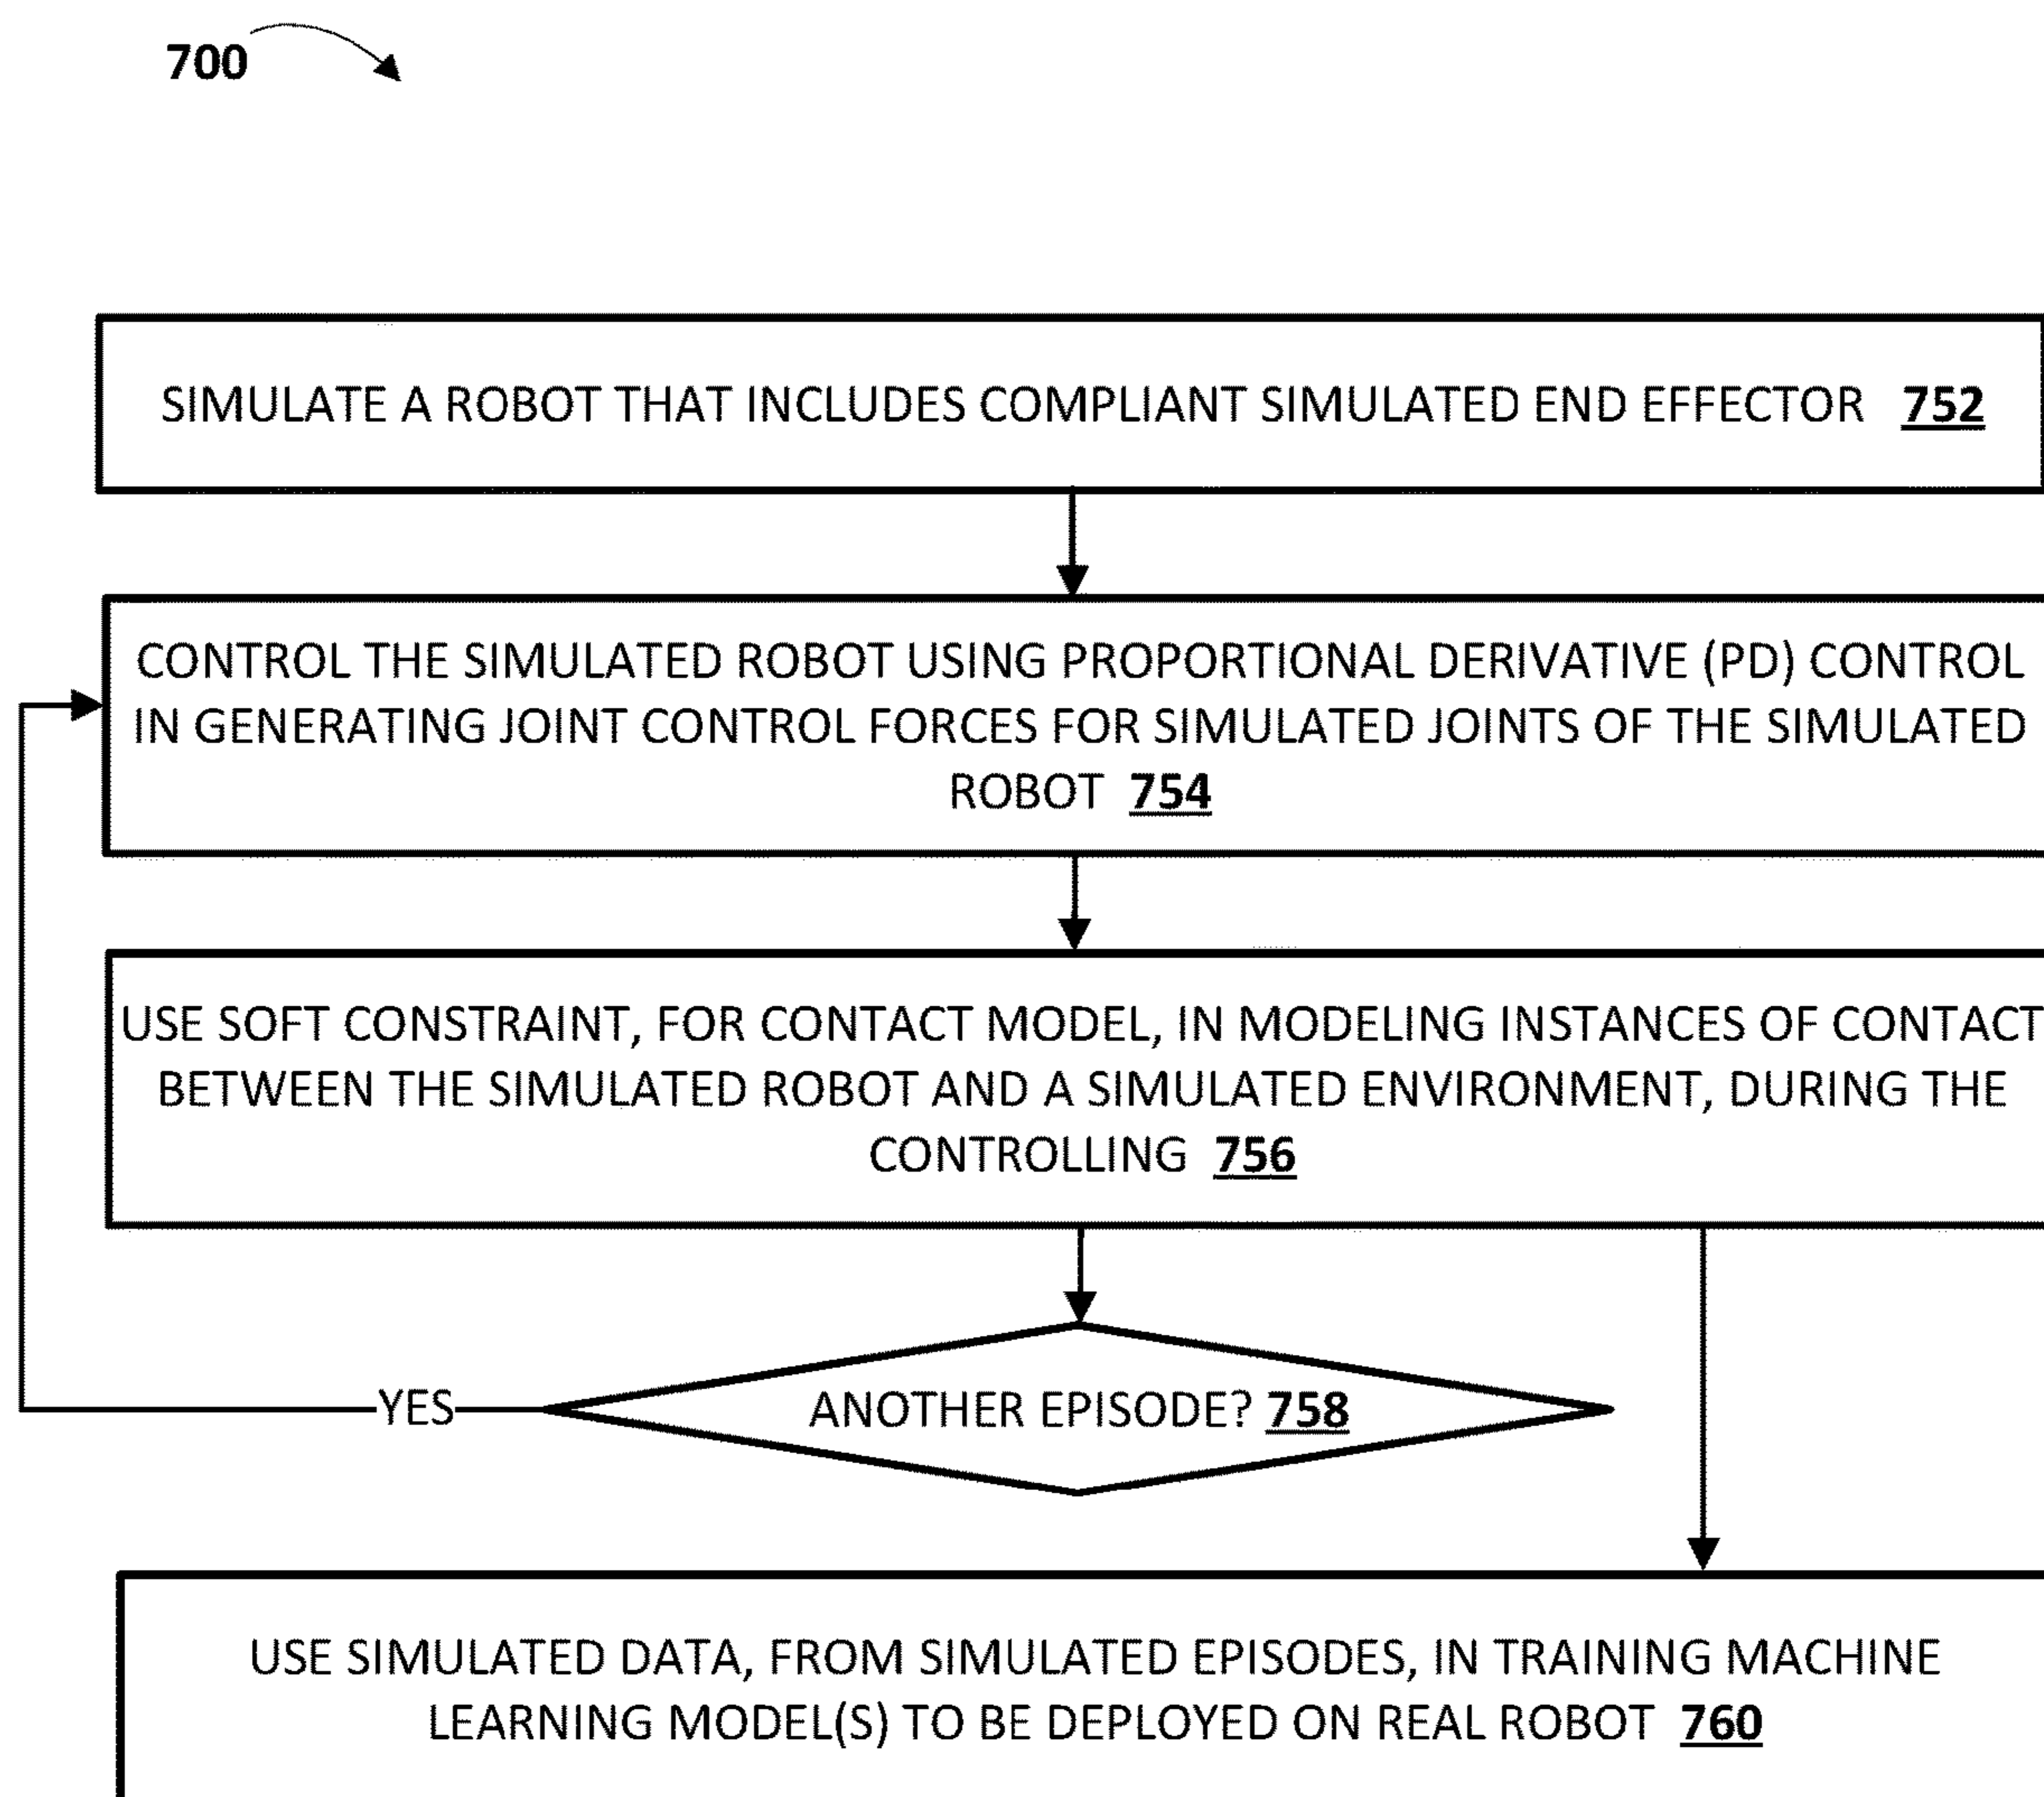 700
SIMULATE A ROBOT THAT INCLUDES COMPLIANT SIMULATED END EFFECTOR 752
CONTROL THE SIMULATED ROBOT USING PROPORTIONAL DERIVATIVE (PD) CONTROL
IN GENERATING JOINT CONTROL FORCES FOR SIMULATED JOINTS OF THE SIMULATED
ROBOT 754
USE SOFT CONSTRAINT, FOR CONTACT MODEL, IN MODELING INSTANCES OF CONTACT
BETWEEN THE SIMULATED ROBOT AND A SIMULATED ENVIRONMENT, DURING THE
CONTROLLING 756
YES
ANOTHER EPISODE? 758
USE SIMULATED DATA, FROM SIMULATED EPISODES, IN TRAINING MACHINE
LEARNING MODEL(S) TO BE DEPLOYED ON REAL ROBOT 760